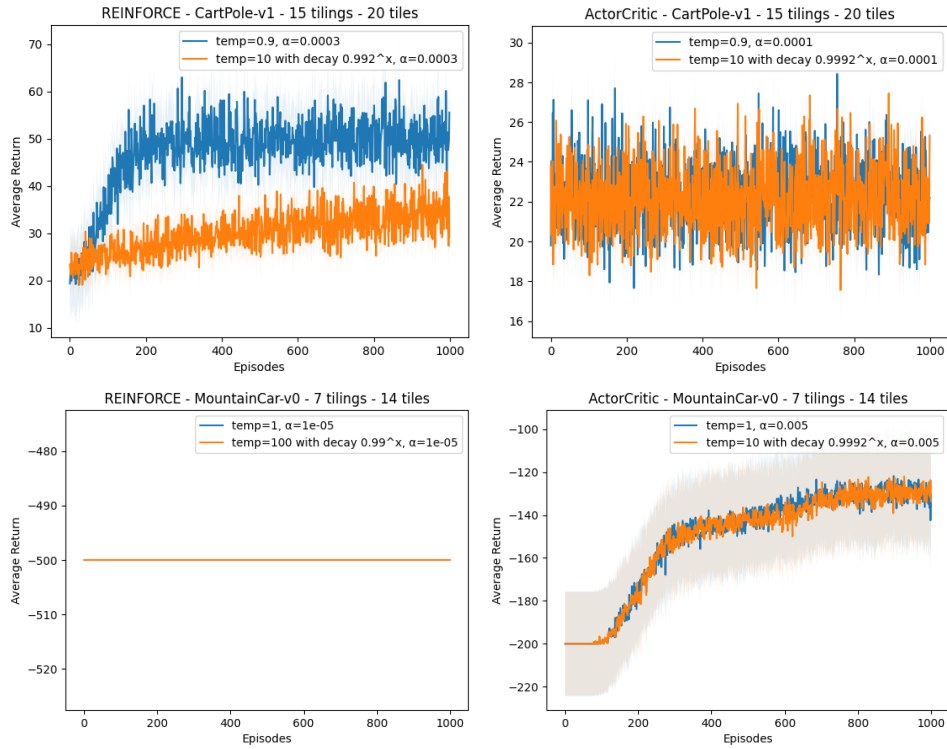 REINFORCE - CartPole-v1 - 15 tilings - 20 tiles
temp=0.9, α=0.0003
temp=10 with decay 0.992^x, α=0.0003
Average Return
70
60
50
40
30
20
10
0
200
400
600
800
1000
Episodes
ActorCritic - CartPole-v1 - 15 tilings - 20 tiles
temp=0.9, α=0.0001
temp=10 with decay 0.9992^x, α=0.0001
Average Return
30
28
26
24
22
20
18
16
0
200
400
600
800
1000
Episodes
REINFORCE - MountainCar-v0 - 7 tilings - 14 tiles
temp=1, α=1e-05
temp=100 with decay 0.99^x, α=1e-05
Average Return
−480
−490
−500
−510
−520
0
200
400
600
800
1000
Episodes
ActorCritic - MountainCar-v0 - 7 tilings - 14 tiles
temp=1, α=0.005
temp=10 with decay 0.9992^x, α=0.005
Average Return
−100
−120
−140
−160
−180
−200
−220
0
200
400
600
800
1000
Episodes